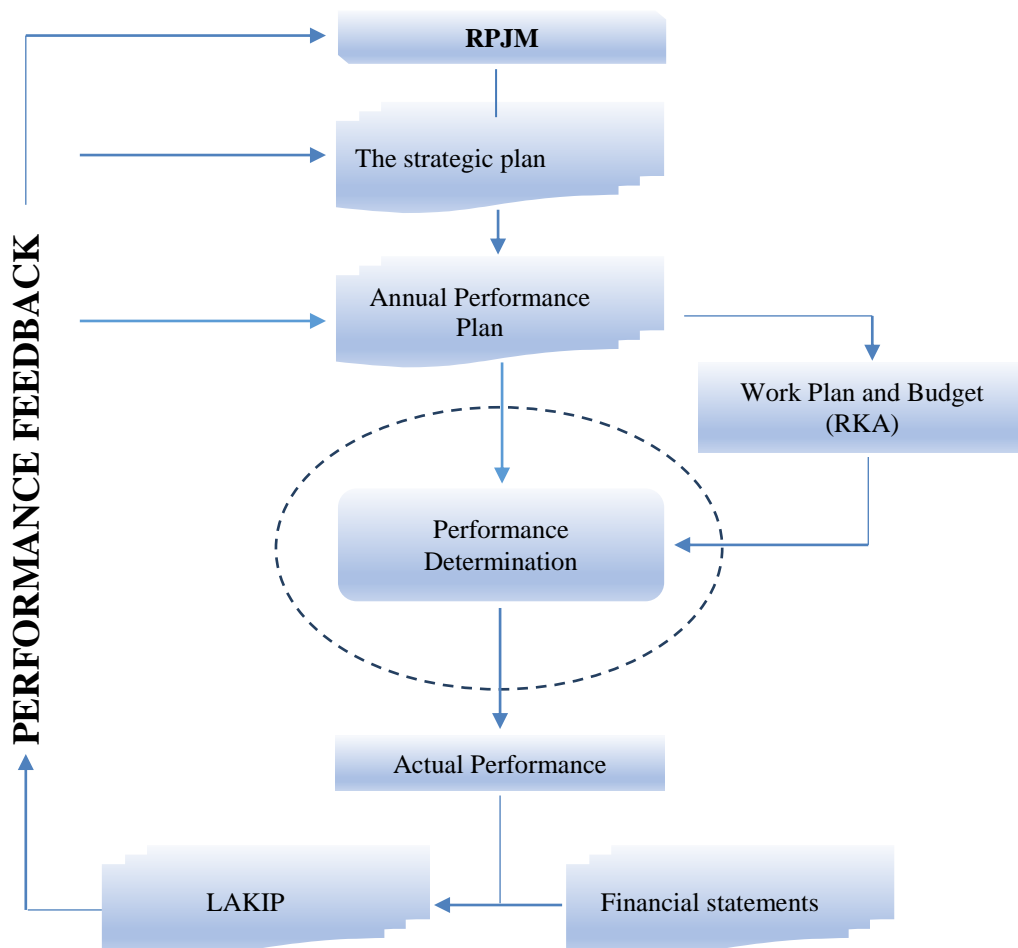 RPJM
The strategic plan
Annual Performance
Plan
Work Plan and Budget
(RKA)
PERFORMANCE FEEDBACK
Performance
Determination
Actual Performance
LAKIP
Financial statements